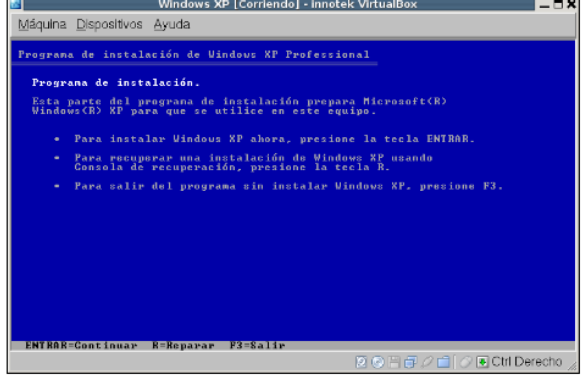 Windows XP [Corriendo] - innotek VirtualBox
Máquina Dispositivos Ayuda
Programa de instalación de Windows XP Professional
Programa de instalación.
Esta parte del programa de instalación prepara Microsoft(R)
Windows(R) XP para que se utilice en este equipo.
- Para instalar Windows XP ahora, presione la tecla ENTRAR.
- Para recuperar una instalación de Windows XP usando
Consola de recuperación, presione la tecla R.
- Para salir del programa sin instalar Windows XP, presione F3.
ENTRAR=Continuar R=Reparar F3=Salir
Ctrl Derecho